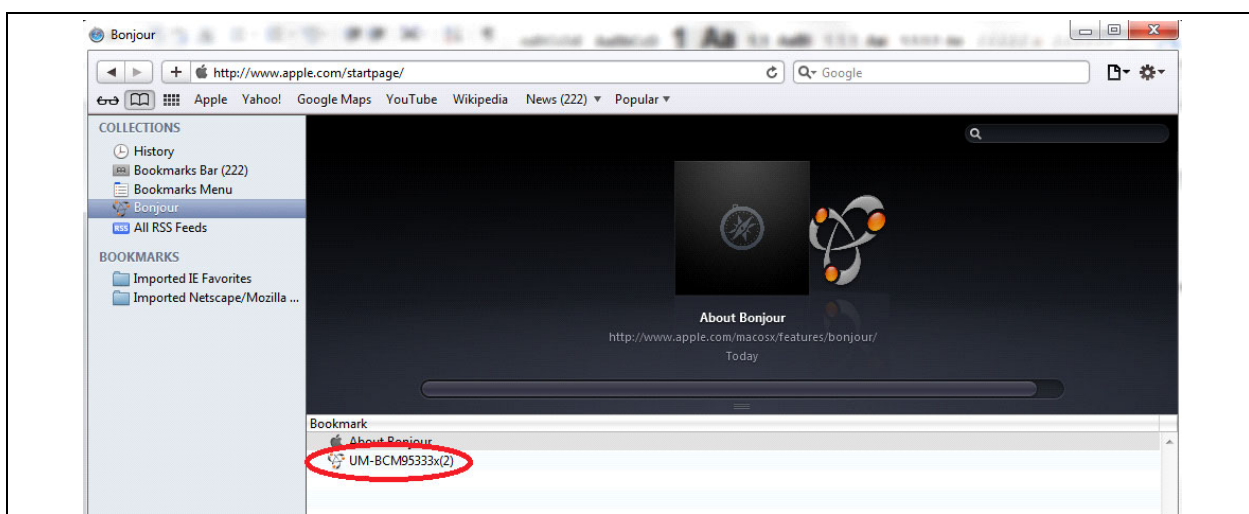 Bonjour
http://www.apple.com/startpage/
Google
Apple Yahoo! Google Maps YouTube Wikipedia News (222) ▾ Popular ▾
COLLECTIONS
History
Bookmarks Bar (222)
Bookmarks Menu
Bonjour
RSS All RSS Feeds
BOOKMARKS
Imported IE Favorites
Imported Netscape/Mozilla ...
About Bonjour
http://www.apple.com/macosx/features/bonjour/
Today
Bookmark
About Bonjour
UM-BCM95333x(2)